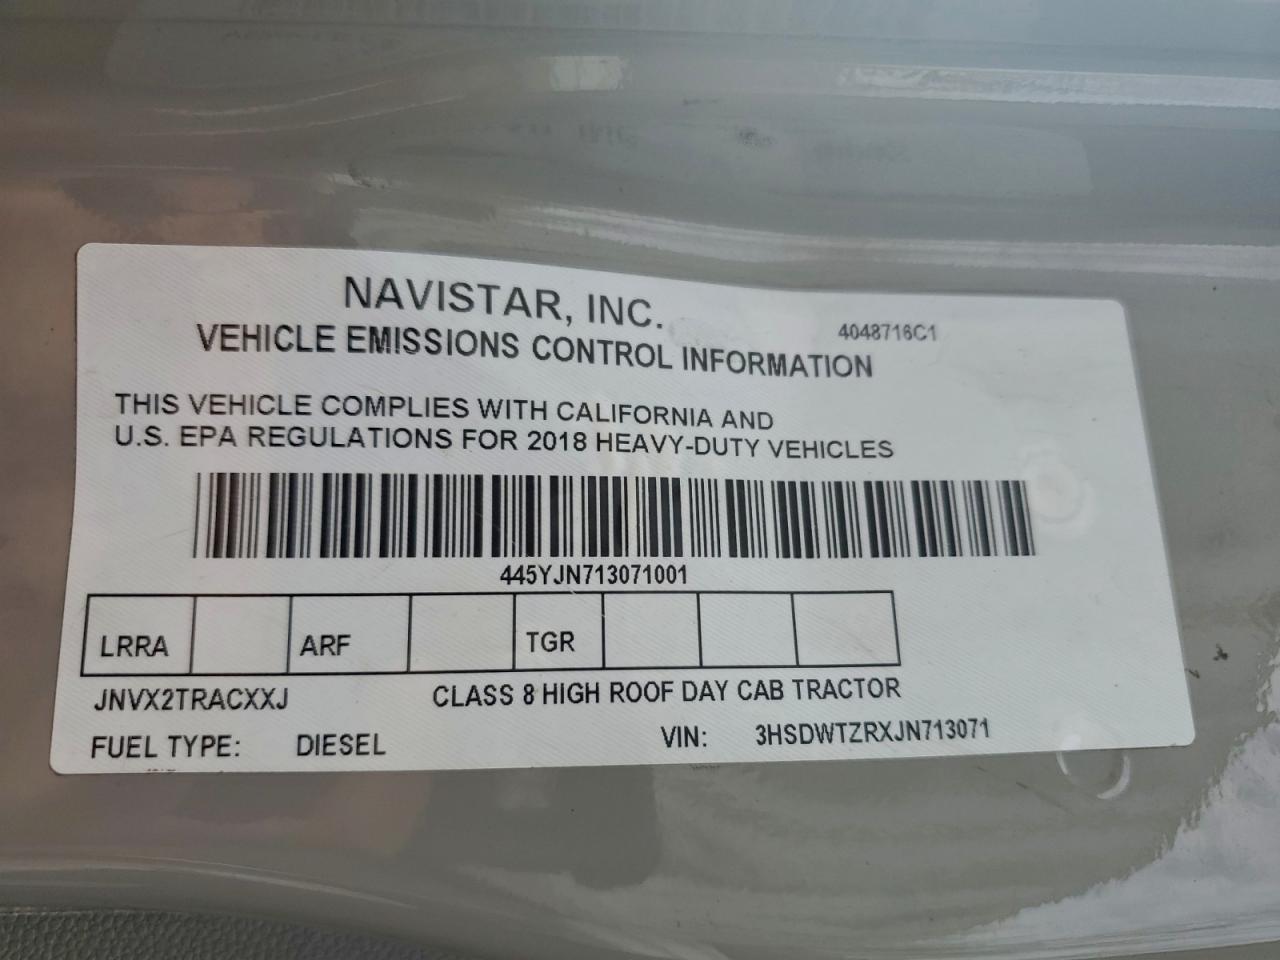 NAVISTAR, INC.
4048716C1
VEHICLE EMISSIONS CONTROL INFORMATION
THIS VEHICLE COMPLIES WITH CALIFORNIA AND
U.S. EPA REGULATIONS FOR 2018 HEAVY-DUTY VEHICLES
445YJN713071001
LRRA ARF TGR
JNVX2TRACXXJ CLASS 8 HIGH ROOF DAY CAB TRACTOR
FUEL TYPE: DIESEL VIN: 3HSDWTZRXJN713071